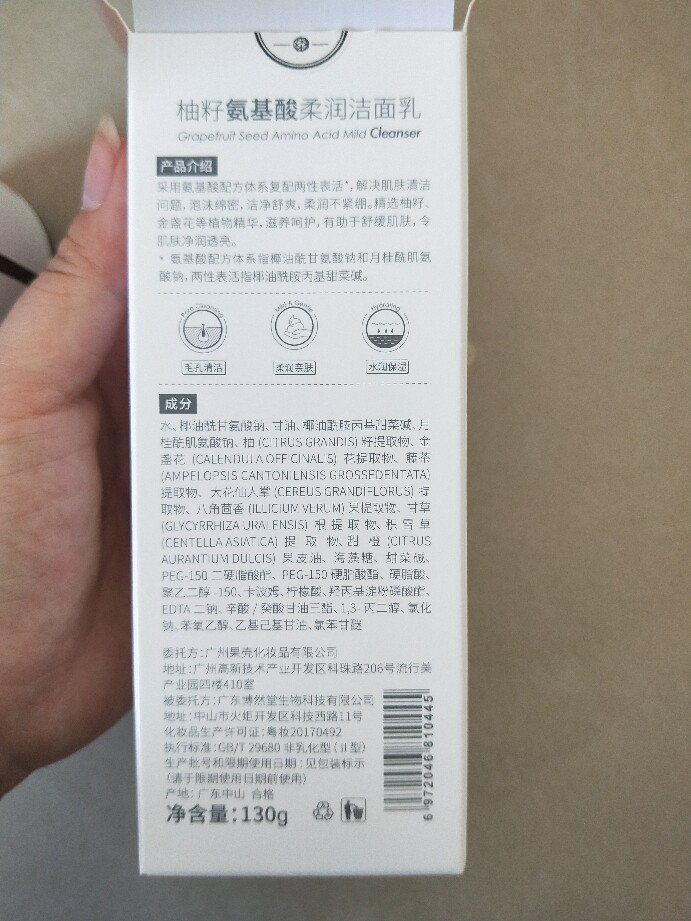 柚籽氨基酸柔润洁面乳
Grapefruit Seed Amino Acid Mild Cleanser
产品介绍
采用氨基酸配方体系复配两性表活*, 解决肌肤清洁
问题, 泡沫绵密, 洁净舒爽, 柔润不紧绷。精选柚籽、
金盏花等植物精华, 滋养呵护, 有助于舒缓肌肤, 令
肌肤净润透亮。
* 氨基酸配方体系指椰油酰甘氨酸钠和月桂酰肌氨
酸钠, 两性表活指椰油酰胺丙基甜菜碱。
Pore Cleansing
Mild & Gentle
Hydrating
毛孔清洁
柔润亲肤
水润保湿
成分
水、椰油酰甘氨酸钠、甘油、椰油酰胺丙基甜菜碱、月
桂酰肌氨酸钠、柚 (CITRUS GRANDIS) 籽提取物、金
盏花 (CALENDULA OFFICINALIS) 花提取物、藤茶
(AMPELOPSIS CANTONIENSIS GROSSEDENTATA)
提取物、大花仙人掌 (CEREUS GRANDIFLORUS) 提
取物、八角茴香 (ILLICIUM VERUM) 果提取物、甘草
(GLYCYRRHIZA URALENSIS) 根提取物、积雪草
(CENTELLA ASIATICA) 提取物、甜橙 (CITRUS
AURANTIUM DULCIS) 果皮油、海藻糖、甜菜碱、
PEG-150 二硬脂酸酯、PEG-150 硬脂酸酯、硬脂酸、
聚乙二醇 -150、卡波姆、柠檬酸、羟丙基淀粉磷酸酯、
EDTA 二钠、辛酸 / 癸酸甘油三酯、1,3- 丙二醇、氯化
钠、苯氧乙醇、乙基己基甘油、氯苯甘醚
委托方: 广州果壳化妆品有限公司
地址: 广州高新技术产业开发区科珠路206号流行美
产业园四楼410室
被委托方: 广东博然堂生物科技有限公司
地址: 中山市火炬开发区科技西路11号
化妆品生产许可证: 粤妆20170492
执行标准: GB/T 29680 非乳化型 (II型)
生产批号和限期使用日期: 见包装标示
(请于限期使用日期前使用)
产地: 广东中山 合格
净含量: 130g
6 972046 810445